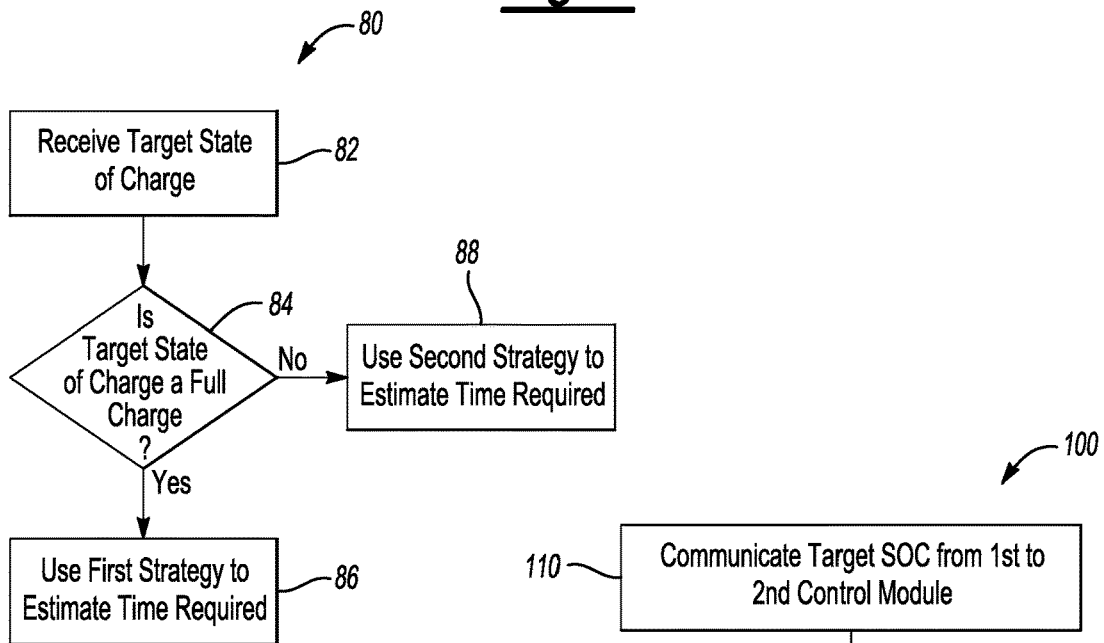 80
Receive Target State
of Charge
82
84
Is
Target State
of Charge a Full
Charge
?
No
88
Use Second Strategy to
Estimate Time Required
Yes
Use First Strategy to
Estimate Time Required
86
100
110
Communicate Target SOC from 1st to
2nd Control Module